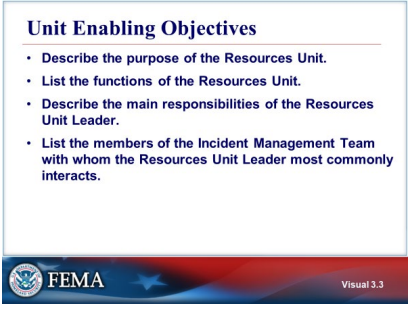 Unit Enabling Objectives
• Describe the purpose of the Resources Unit.
• List the functions of the Resources Unit.
• Describe the main responsibilities of the Resources
Unit Leader.
• List the members of the Incident Management Team
with whom the Resources Unit Leader most commonly
interacts.
FEMA
Visual 3.3